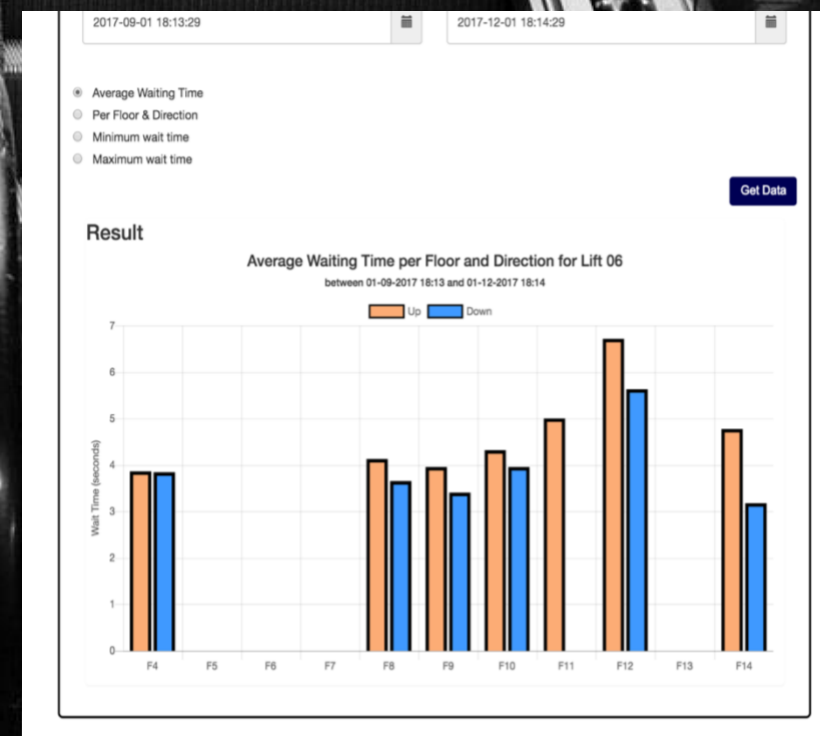 2017-09-01 18:13:29 2017-12-01 18:14:29
Average Waiting Time
Per Floor & Direction
Minimum wait time
Maximum wait time
Get Data
Result
Average Waiting Time per Floor and Direction for Lift 06
between 01-09-2017 18:13 and 01-12-2017 18:14
Up Down
Wait Time (seconds)
7
6
5
4
3
2
1
0
F4 F5 F6 F7 F8 F9 F10 F11 F12 F13 F14